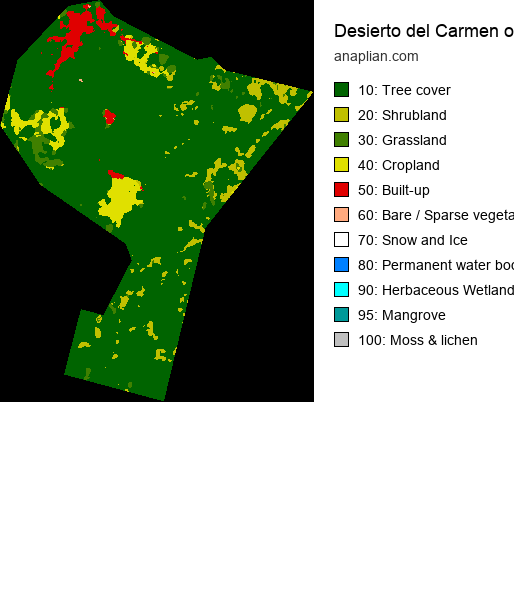 Desierto del Carmen o
anaplian.com
10: Tree cover
20: Shrubland
30: Grassland
40: Cropland
50: Built-up
60: Bare / Sparse vegeta
70: Snow and Ice
80: Permanent water boo
90: Herbaceous Wetland
95: Mangrove
100: Moss & lichen